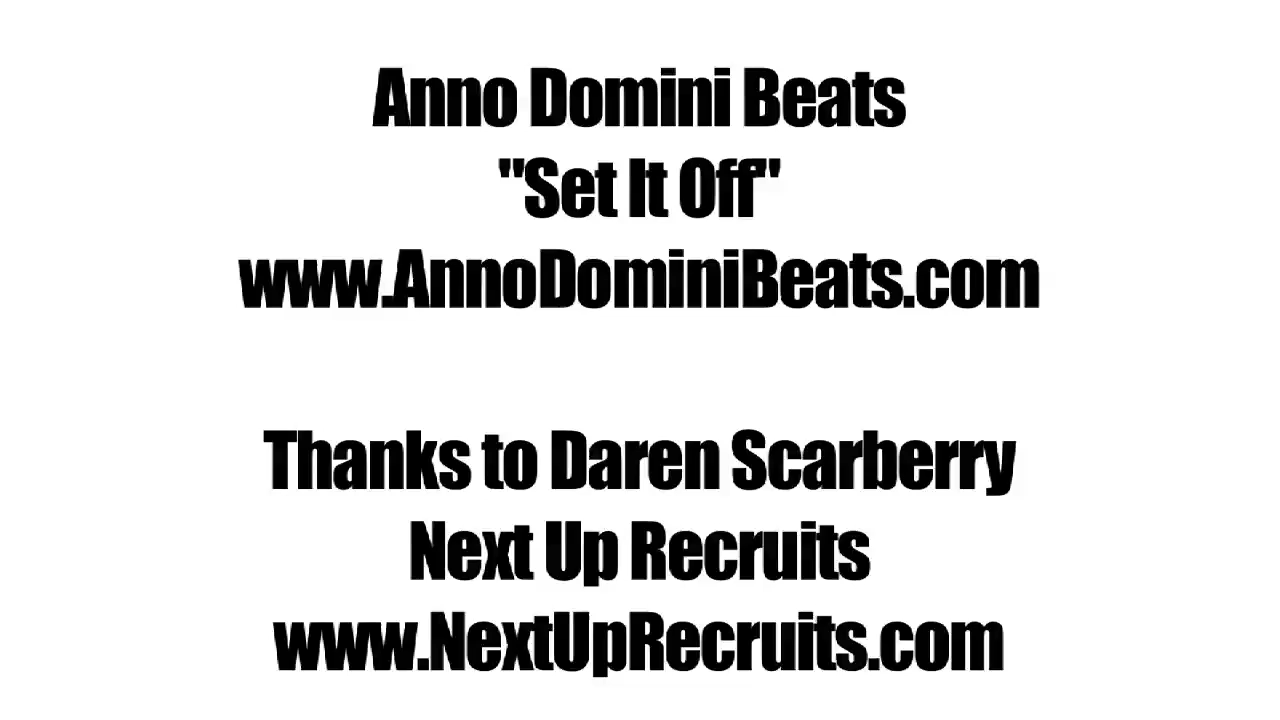 Anno Domini Beats
"Set It Off"
www.AnnoDominiBeats.com
Thanks to Daren Scarberry
Next Up Recruits
www.NextUpRecruits.com